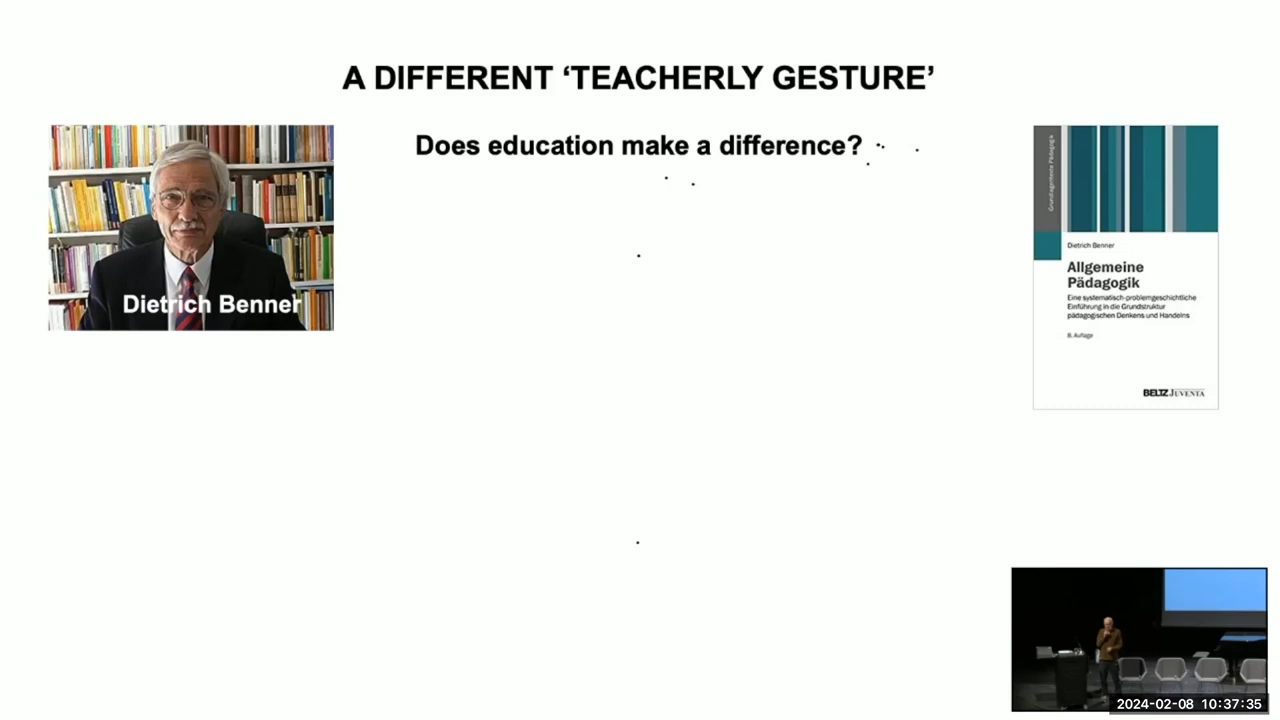 A DIFFERENT ‘TEACHERLY GESTURE’
Does education make a difference?
Dietrich Benner
Grundlagentexte Pädagogik
Dietrich Benner
Allgemeine
Pädagogik
Eine systematisch-problemgeschichtliche
Einführung in die Grundstruktur
pädagogischen Denkens und Handelns
8. Auflage
BELTZ JUVENTA
2024-02-08 10:37:35